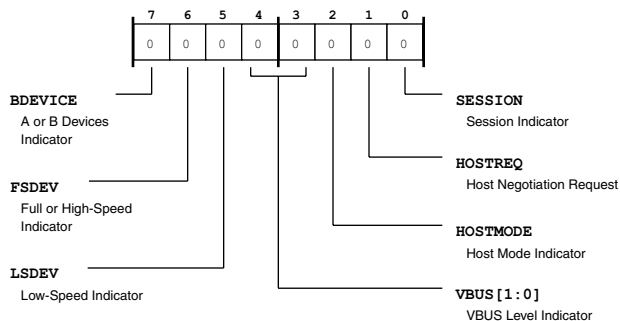 7 6 5 4 3 2 1 0
0 0 0 0 0 0 0 0
BDEVICE
A or B Devices
Indicator
FSDEV
Full or High-Speed
Indicator
LSDEV
Low-Speed Indicator
SESSION
Session Indicator
HOSTREQ
Host Negotiation Request
HOSTMODE
Host Mode Indicator
VBUS[1:0]
VBUS Level Indicator